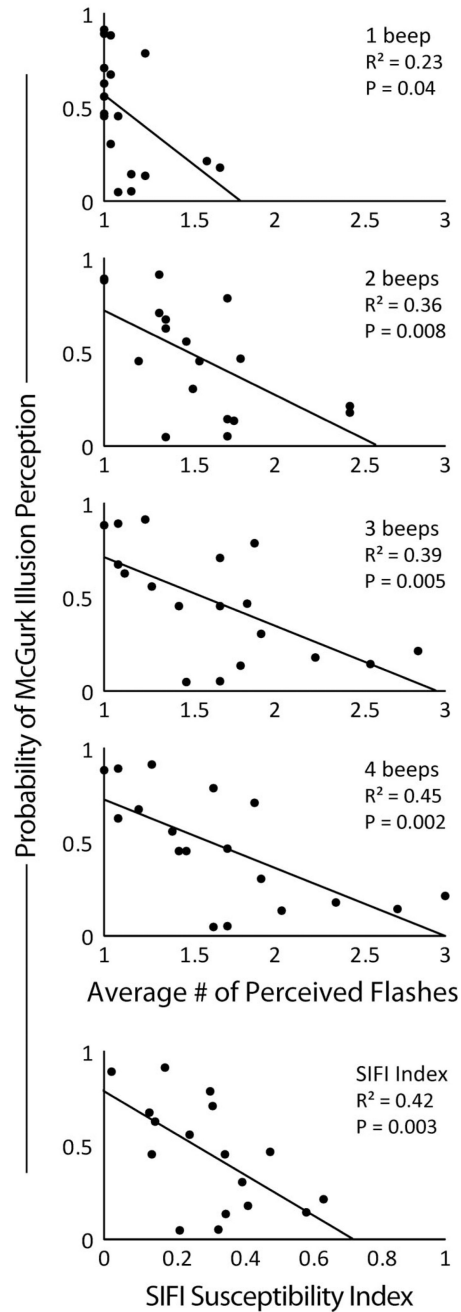 Probability of McGurk Illusion Perception
1
0.5
0
1 beep
R² = 0.23
P = 0.04
1 1.5 2 2.5 3
1
0.5
0
2 beeps
R² = 0.36
P = 0.008
1 1.5 2 2.5 3
1
0.5
0
3 beeps
R² = 0.39
P = 0.005
1 1.5 2 2.5 3
1
0.5
0
4 beeps
R² = 0.45
P = 0.002
1 1.5 2 2.5 3
Average # of Perceived Flashes
1
0.5
0
SIFI Index
R² = 0.42
P = 0.003
0 0.2 0.4 0.6 0.8 1
SIFI Susceptibility Index